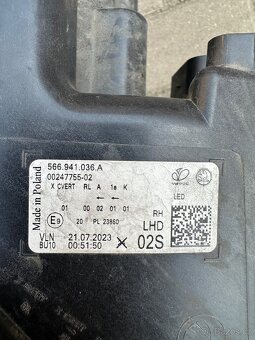 566.941.036.A
00247755-02
X CVERT RL A 1a K
01 00 02 01 01
E9 20 PL 23860
VLN 21.07.2023
BU10 00:51:50
Made in Poland
LED
RH
LHD
02S